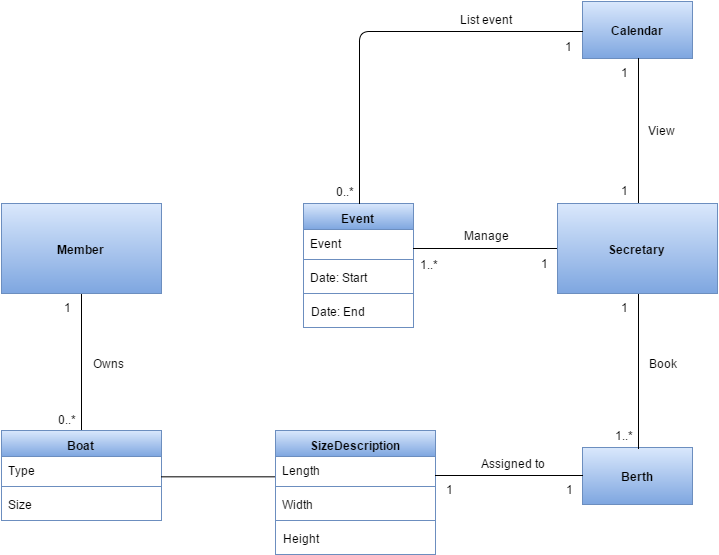 List event
Calendar
1
1
View
0..*
1
Member
Event
Event
Date: Start
Date: End
Manage
1..*
1
Secretary
1
1
Owns
Book
0..*
1..*
Boat
Type
Size
SizeDescription
Length
Width
Height
Assigned to
1
1
Berth